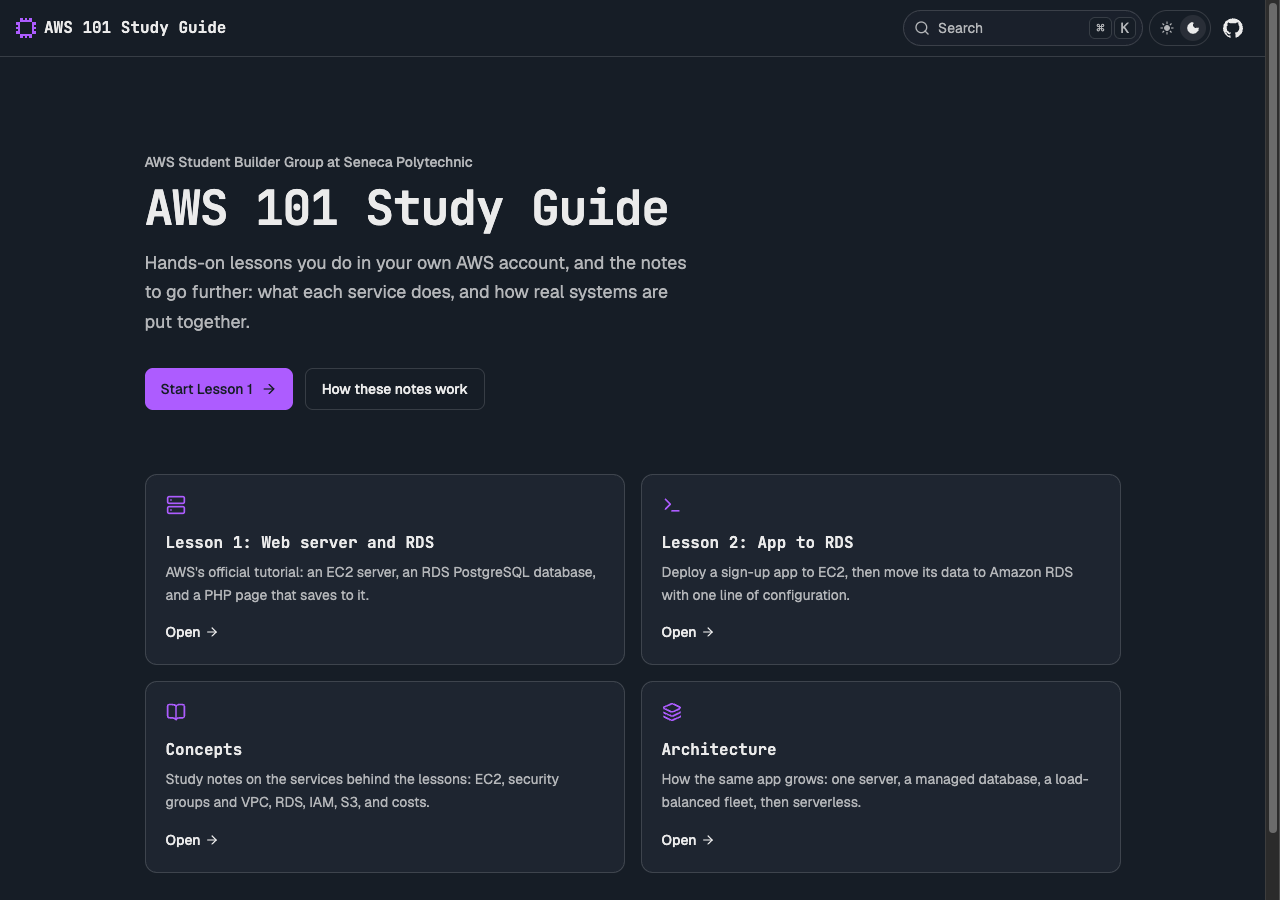 AWS 101 Study Guide
Search
⌘ K
AWS Student Builder Group at Seneca Polytechnic
AWS 101 Study Guide
Hands-on lessons you do in your own AWS account, and the notes
to go further: what each service does, and how real systems are
put together.
Start Lesson 1 →
How these notes work
Lesson 1: Web server and RDS
AWS's official tutorial: an EC2 server, an RDS PostgreSQL database,
and a PHP page that saves to it.
Open →
Lesson 2: App to RDS
Deploy a sign-up app to EC2, then move its data to Amazon RDS
with one line of configuration.
Open →
Concepts
Study notes on the services behind the lessons: EC2, security
groups and VPC, RDS, IAM, S3, and costs.
Open →
Architecture
How the same app grows: one server, a managed database, a load-
balanced fleet, then serverless.
Open →